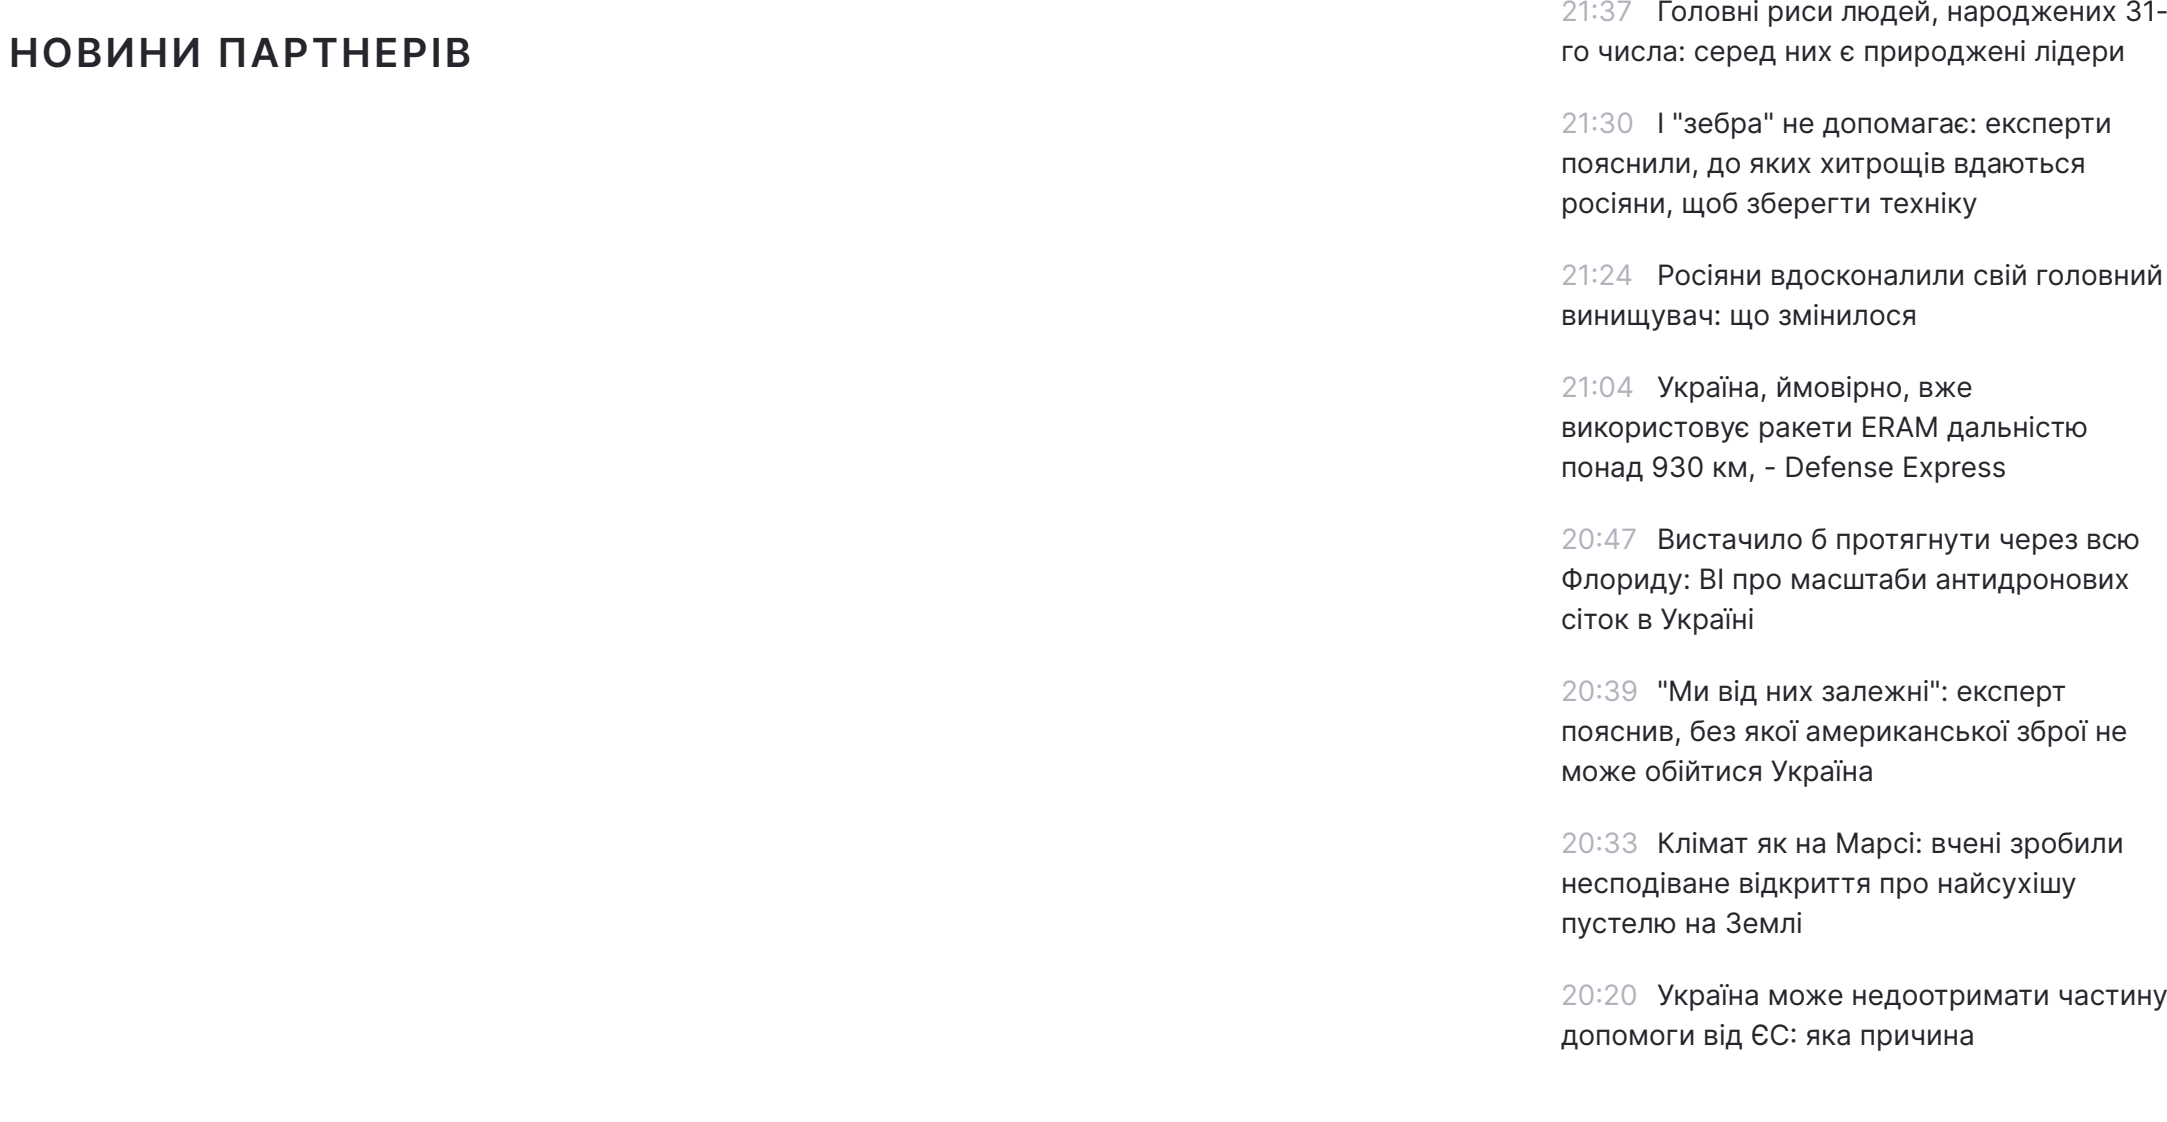 НОВИНИ ПАРТНЕРІВ
21:37 Головні риси людей, народжених 31-
го числа: серед них є природжені лідери
21:30 І "зебра" не допомагає: експерти
пояснили, до яких хитрощів вдаються
росіяни, щоб зберегти техніку
21:24 Росіяни вдосконалили свій головний
винищувач: що змінилося
21:04 Україна, ймовірно, вже
використовує ракети ERAM дальністю
понад 930 км, - Defense Express
20:47 Вистачило б протягнути через всю
Флориду: BI про масштаби антидронових
сіток в Україні
20:39 "Ми від них залежні": експерт
пояснив, без якої американської зброї не
може обійтися Україна
20:33 Клімат як на Марсі: вчені зробили
несподіване відкриття про найсухішу
пустелю на Землі
20:20 Україна може недоотримати частину
допомоги від ЄС: яка причина